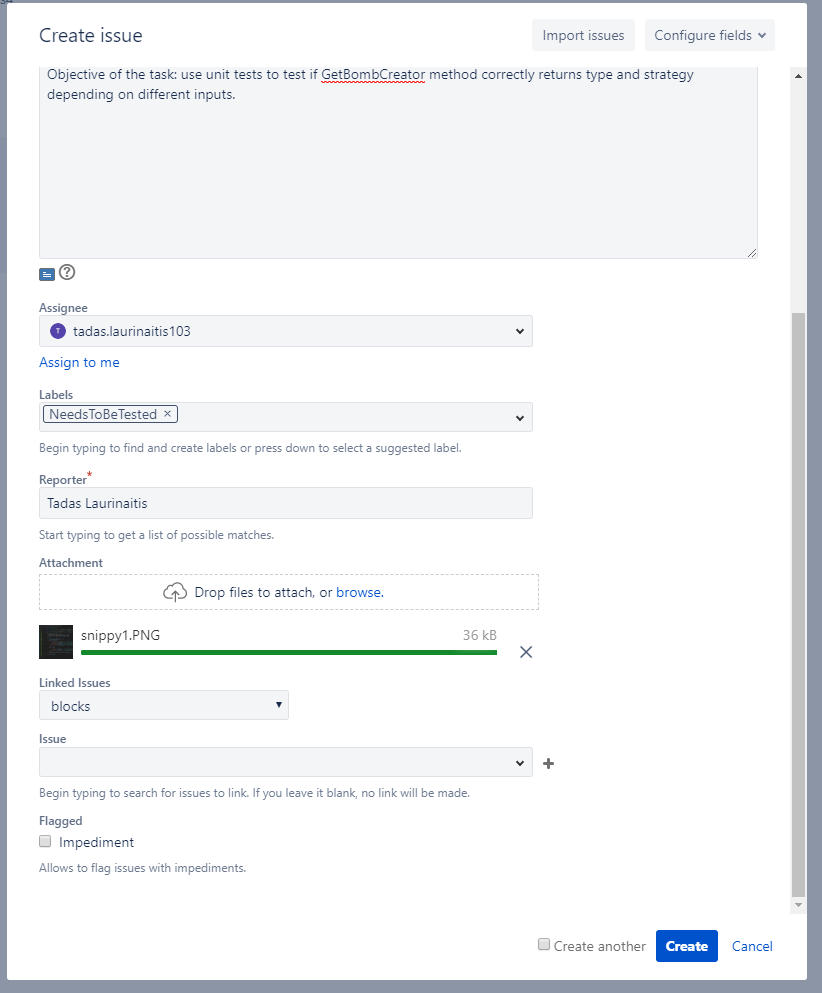 Create issue
Import issues
Configure fields
Objective of the task: use unit tests to test if GetBombCreator method correctly returns type and strategy
depending on different inputs.
?
Assignee
T tadas.laurinaitis103
Assign to me
Labels
NeedsToBeTested ×
Begin typing to find and create labels or press down to select a suggested label.
Reporter*
Tadas Laurinaitis
Start typing to get a list of possible matches.
Attachment
Drop files to attach, or browse.
snippy1.PNG 36 kB
Linked Issues
blocks
Issue
Begin typing to search for issues to link. If you leave it blank, no link will be made.
Flagged
Impediment
Allows to flag issues with impediments.
Create another Create Cancel